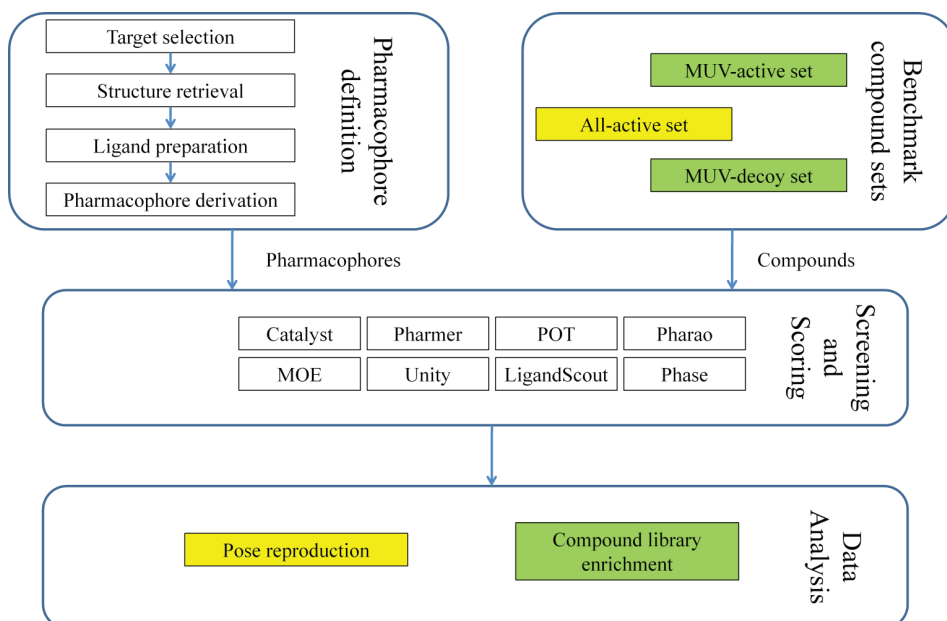 Target selection
Structure retrieval
Ligand preparation
Pharmacophore derivation
Pharmacophore
definition
MUV-active set
All-active set
MUV-decoy set
Benchmark
compound sets
Pharmacophores
Compounds
Catalyst
Pharmer
POT
Pharao
MOE
Unity
LigandScout
Phase
Screening
and
Scoring
Pose reproduction
Compound library
enrichment
Data
Analysis